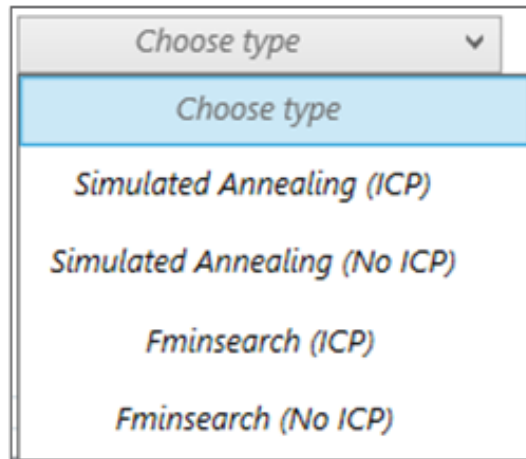 Choose type
Choose type
Simulated Annealing (ICP)
Simulated Annealing (No ICP)
Fminsearch (ICP)
Fminsearch (No ICP)